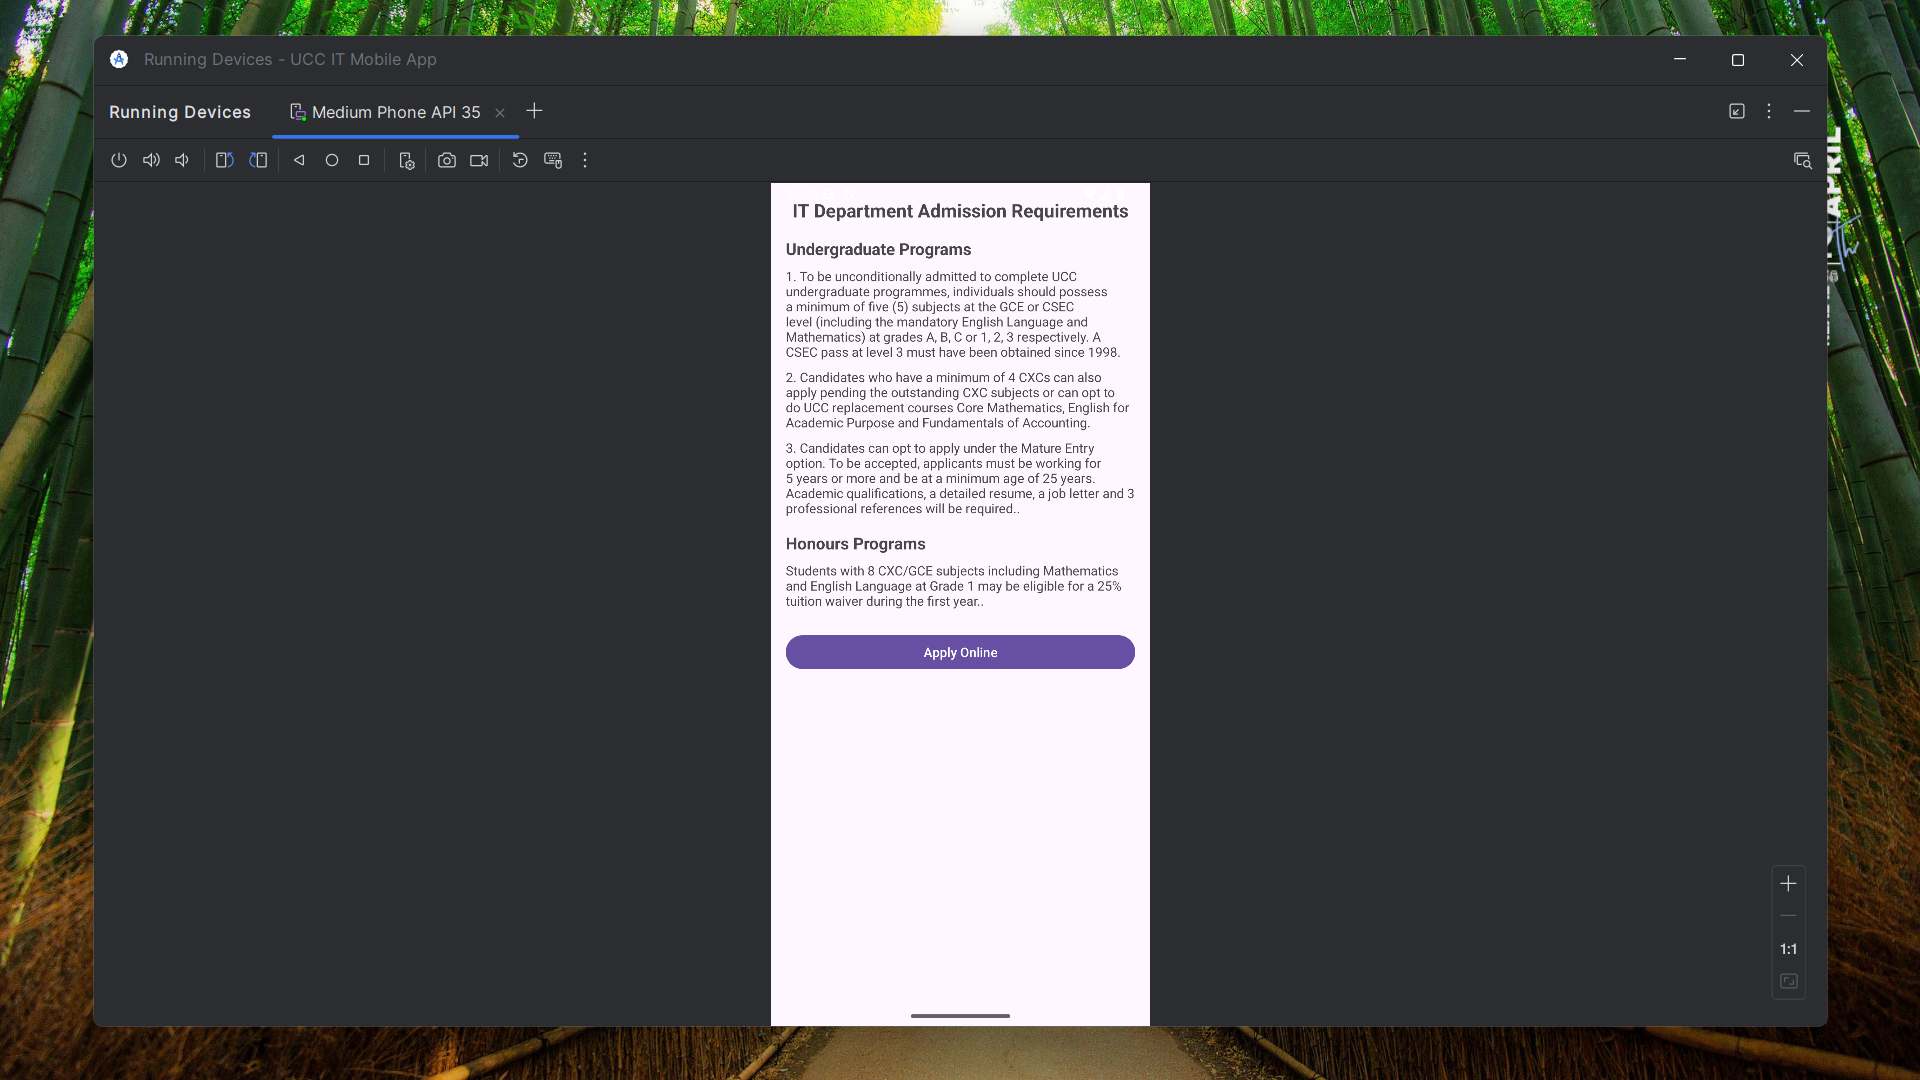 Running Devices - UCC IT Mobile App
Running Devices
Medium Phone API 35
IT Department Admission Requirements
Undergraduate Programs
1. To be unconditionally admitted to complete UCC
undergraduate programmes, individuals should possess
a minimum of five (5) subjects at the GCE or CSEC
level (including the mandatory English Language and
Mathematics) at grades A, B, C or 1, 2, 3 respectively. A
CSEC pass at level 3 must have been obtained since 1998.
2. Candidates who have a minimum of 4 CXCs can also
apply pending the outstanding CXC subjects or can opt to
do UCC replacement courses Core Mathematics, English for
Academic Purpose and Fundamentals of Accounting.
3. Candidates can opt to apply under the Mature Entry
option. To be accepted, applicants must be working for
5 years or more and be at a minimum age of 25 years.
Academic qualifications, a detailed resume, a job letter and 3
professional references will be required..
Honours Programs
Students with 8 CXC/GCE subjects including Mathematics
and English Language at Grade 1 may be eligible for a 25%
tuition waiver during the first year..
Apply Online
1:1
APRIL